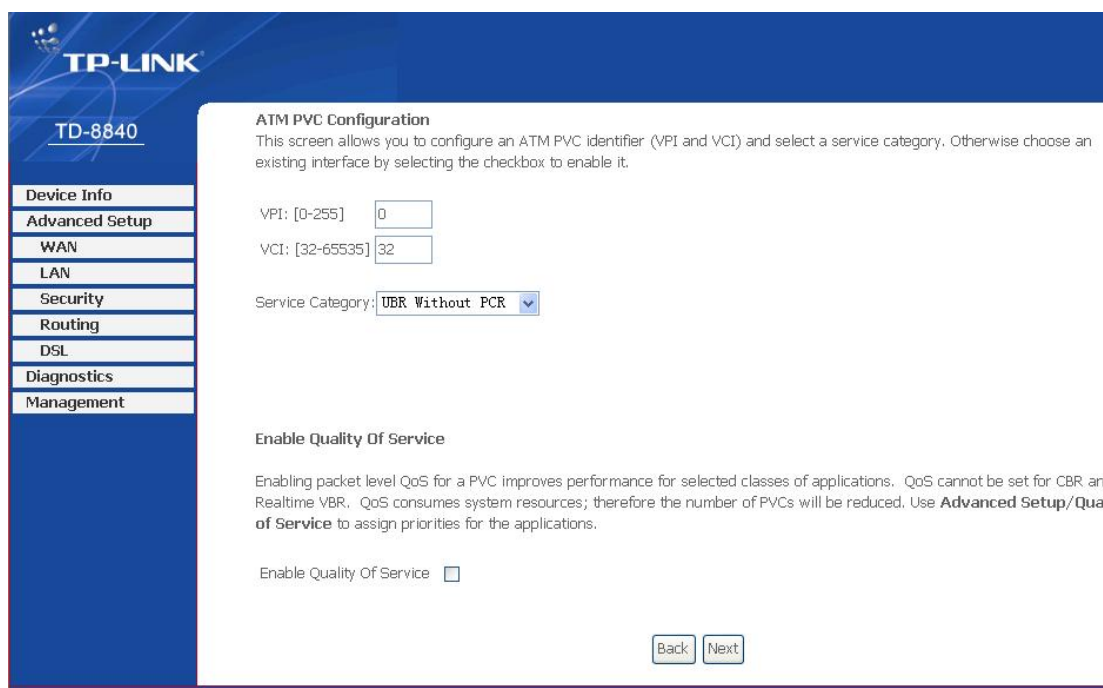 TP-LINK
TD-8840
Device Info
Advanced Setup
WAN
LAN
Security
Routing
DSL
Diagnostics
Management
ATM PVC Configuration
This screen allows you to configure an ATM PVC identifier (VPI and VCI) and select a service category. Otherwise choose an
existing interface by selecting the checkbox to enable it.
VPI: [0-255] 0
VCI: [32-65535] 32
Service Category: UBR Without PCR
Enable Quality Of Service
Enabling packet level QoS for a PVC improves performance for selected classes of applications. QoS cannot be set for CBR an
Realtime VBR. QoS consumes system resources; therefore the number of PVCs will be reduced. Use Advanced Setup/Qua
of Service to assign priorities for the applications.
Enable Quality Of Service
Back Next